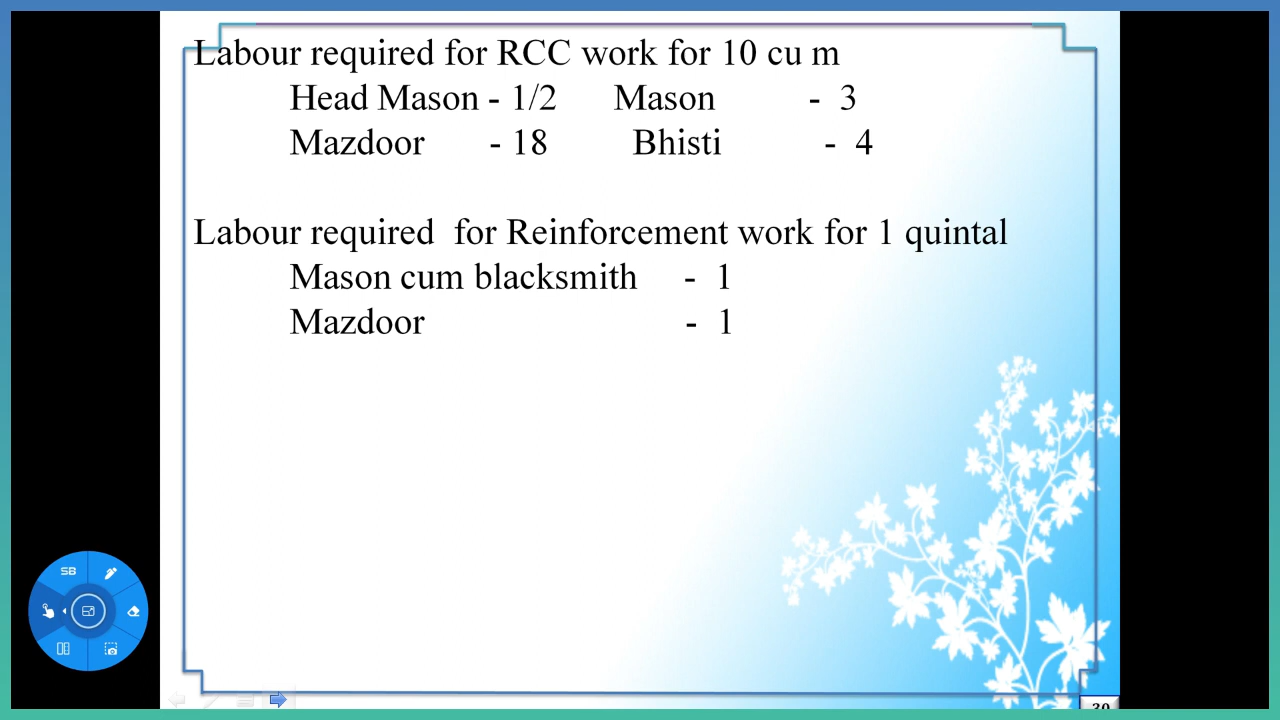 Labour required for RCC work for 10 cu m
Head Mason - 1/2 Mason - 3
Mazdoor - 18 Bhisti - 4
Labour required for Reinforcement work for 1 quintal
Mason cum blacksmith - 1
Mazdoor - 1
SB